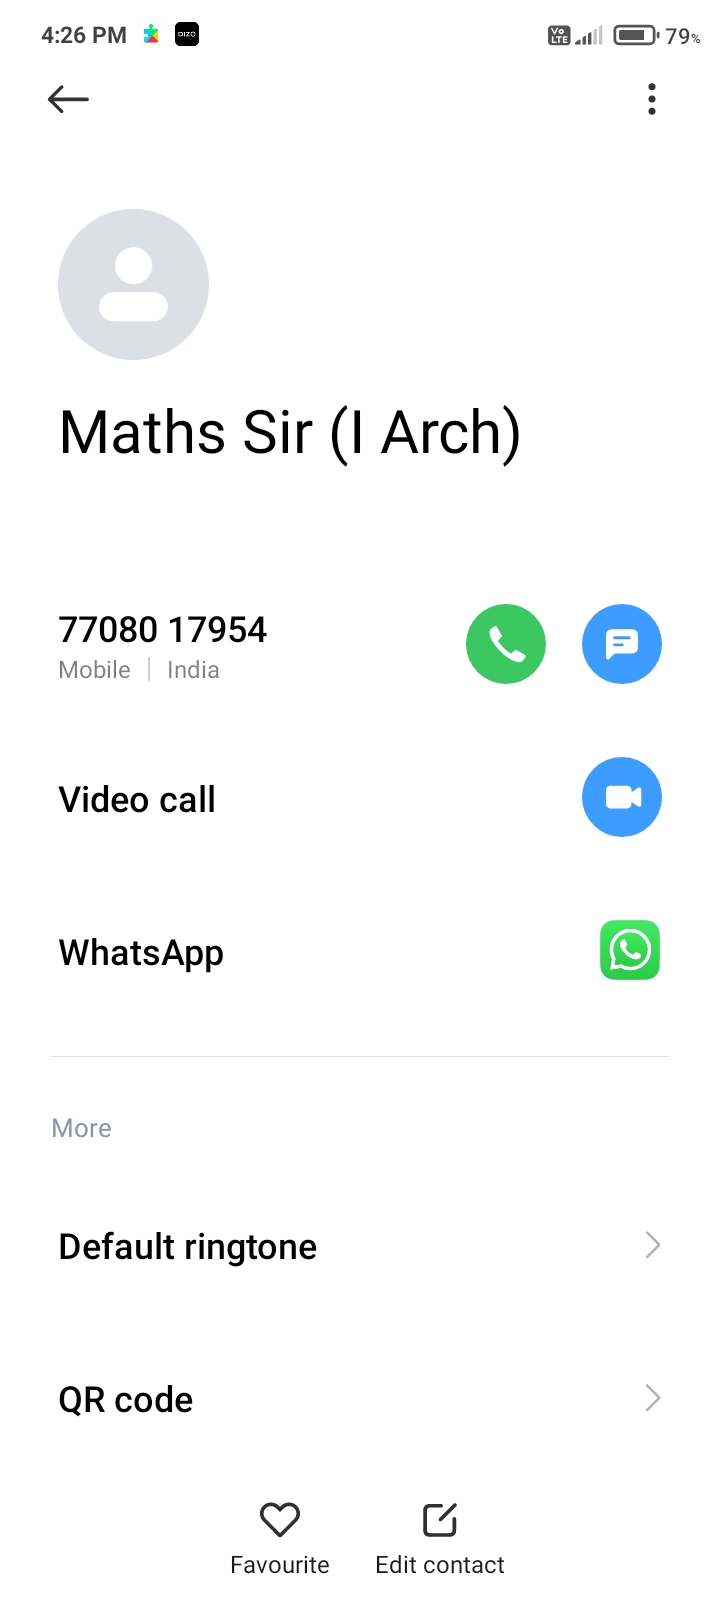 4:26 PM DIZO Vo LTE 79%
Maths Sir (I Arch)
77080 17954
Mobile | India
Video call
WhatsApp
More
Default ringtone
QR code
Favourite Edit contact